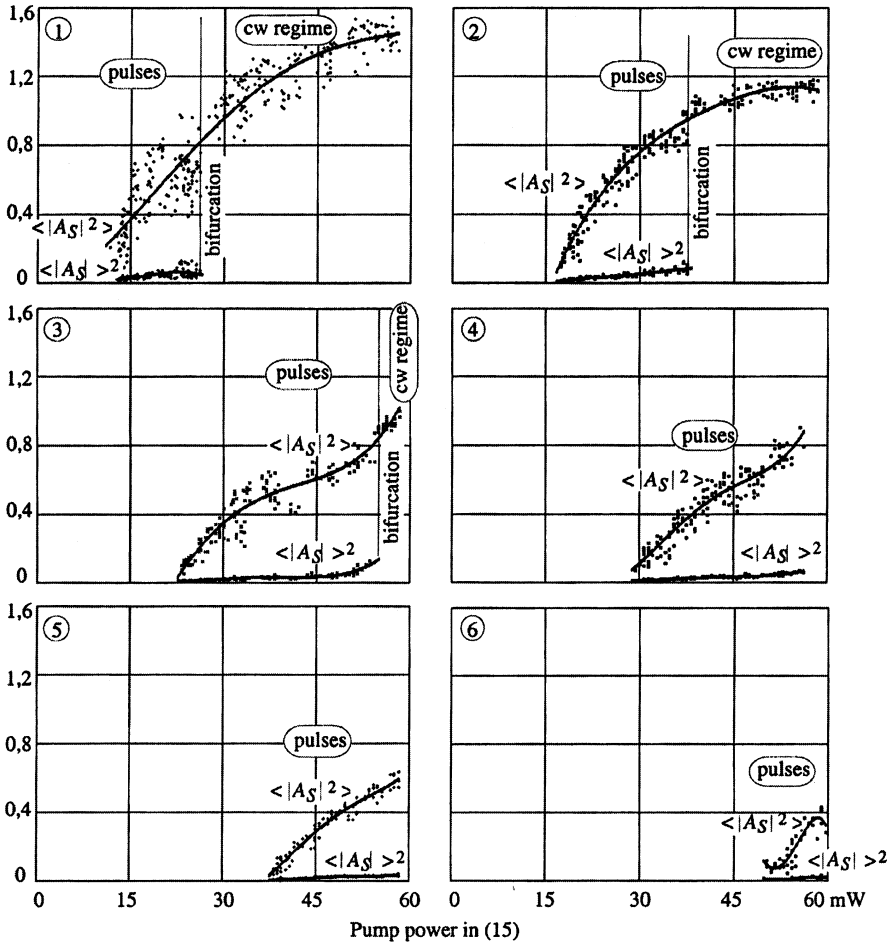 1,6
1
cw regime
2
cw regime
1,2
pulses
pulses
0,8
bifurcation
<|A_S|^2>
bifurcation
0,4
<|A_S|^2>
<|A_S|>^2
<|A_S|>^2
0
1,6
3
cw regime
4
1,2
pulses
pulses
0,8
<|A_S|^2>
bifurcation
<|A_S|^2>
0,4
<|A_S|>^2
<|A_S|>^2
0
1,6
5
6
1,2
0,8
pulses
pulses
<|A_S|^2>
0,4
<|A_S|^2>
<|A_S|>^2
<|A_S|>^2
0
0 15 30 45 60 0 15 30 45 60 mW
Pump power in (15)